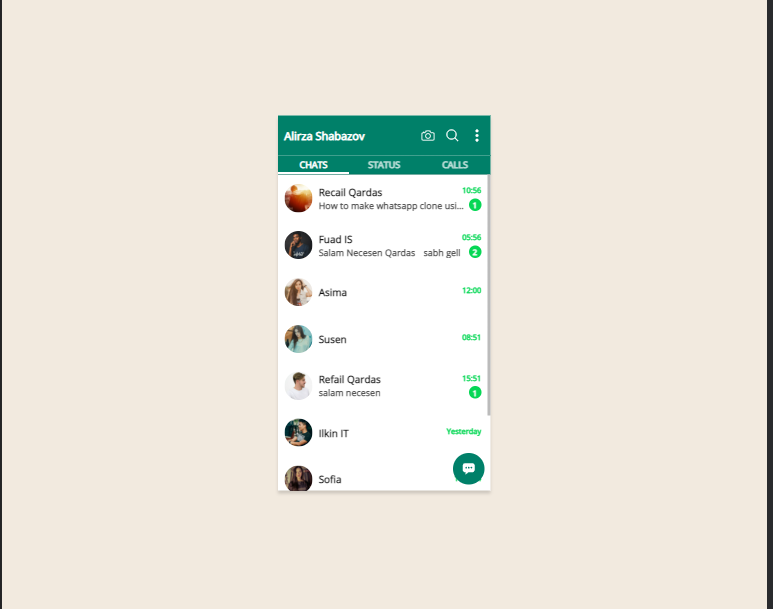 Alirza Shabazov
CHATS STATUS CALLS
Recail Qardas 10:56
How to make whatsapp clone usi... 1
Fuad IS 05:56
Salam Necesen Qardas sabh gell 2
Asima 12:00
Susen 08:51
Refail Qardas 15:51
salam necesen 1
Ilkin IT Yesterday
Sofia